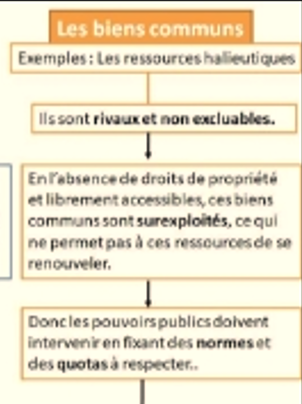 Les biens communs
Exemples : Les ressources halieutiques
Ils sont rivaux et non excluables.
En l'absence de droits de propriété
et librement accessibles, ces biens
communs sont surexploités, ce qui
ne permet pas à ces ressources de se
renouveler.
Donc les pouvoirs publics doivent
intervenir en fixant des normes et
des quotas à respecter..